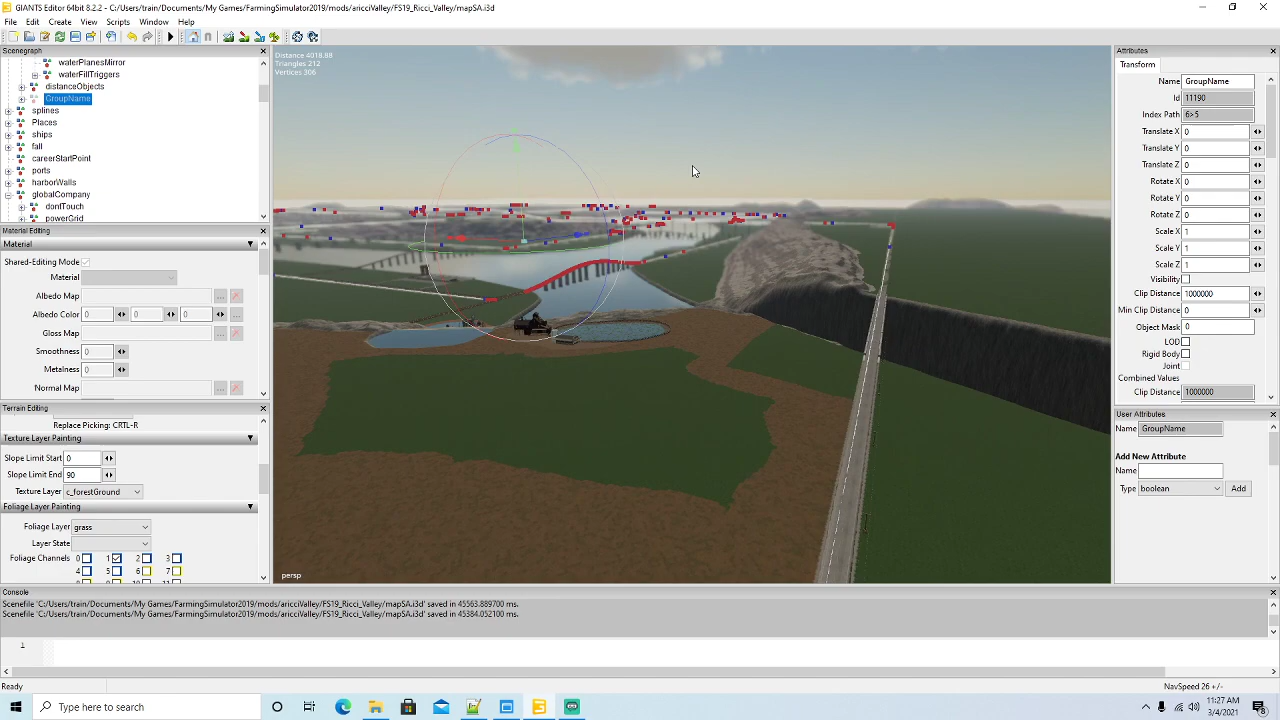 GIANTS Editor 64bit 8.2.2 - C:/Users/train/Documents/My Games/FarmingSimulator2019/mods/aricciValley/FS19_Ricci_Valley/mapSA.i3d
File Edit Create View Scripts Window Help
Scenegraph
waterPlanesMirror
waterFillTriggers
distanceObjects
GroupName
splines
Places
ships
fall
careerStartPoint
ports
harborWalls
globalCompany
dontTouch
powerGrid
Material Editing
Material
Shared-Editing Mode
Material
Albedo Map ...
Albedo Color 0 0 0 ...
Gloss Map ...
Smoothness 0
Metalness 0
Normal Map ...
Terrain Editing
Replace Picking: CRTL-R
Texture Layer Painting
Slope Limit Start 0
Slope Limit End 90
Texture Layer c_forestGround
Foliage Layer Painting
Foliage Layer grass
Layer State
Foliage Channels 0 1 2 3
4 5 6 7
Distance 4018.88
Triangles 212
Vertices 306
persp
Attributes
Transform
Name GroupName
Id 11190
Index Path 6>5
Translate X 0
Translate Y 0
Translate Z 0
Rotate X 0
Rotate Y 0
Rotate Z 0
Scale X 1
Scale Y 1
Scale Z 1
Visibility
Clip Distance 1000000
Min Clip Distance 0
Object Mask 0
LOD
Rigid Body
Joint
Combined Values
Clip Distance 1000000
User Attributes
Name GroupName
Add New Attribute
Name
Type boolean Add
Console
Scenefile 'C:/Users/train/Documents/My Games/FarmingSimulator2019/mods/aricciValley/FS19_Ricci_Valley/mapSA.i3d' saved in 45563.889700 ms.
Scenefile 'C:/Users/train/Documents/My Games/FarmingSimulator2019/mods/aricciValley/FS19_Ricci_Valley/mapSA.i3d' saved in 45384.052100 ms.
1
Ready
NavSpeed 26 +/-
Type here to search
11:27 AM
3/4/2021